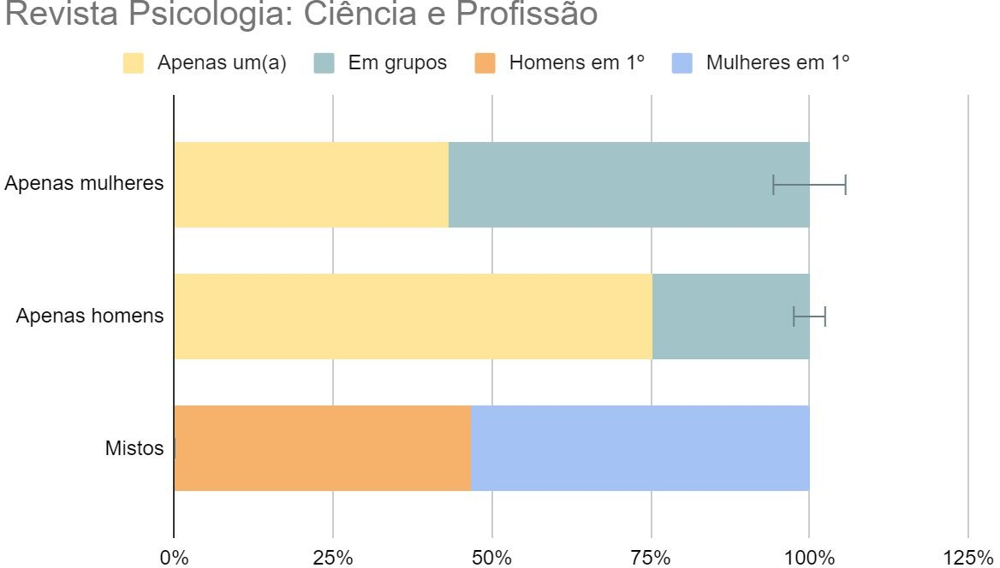 Revista Psicologia: Ciência e Profissão
Apenas um(a) Em grupos Homens em 1º Mulheres em 1º
Apenas mulheres
Apenas homens
Mistos
0% 25% 50% 75% 100% 125%